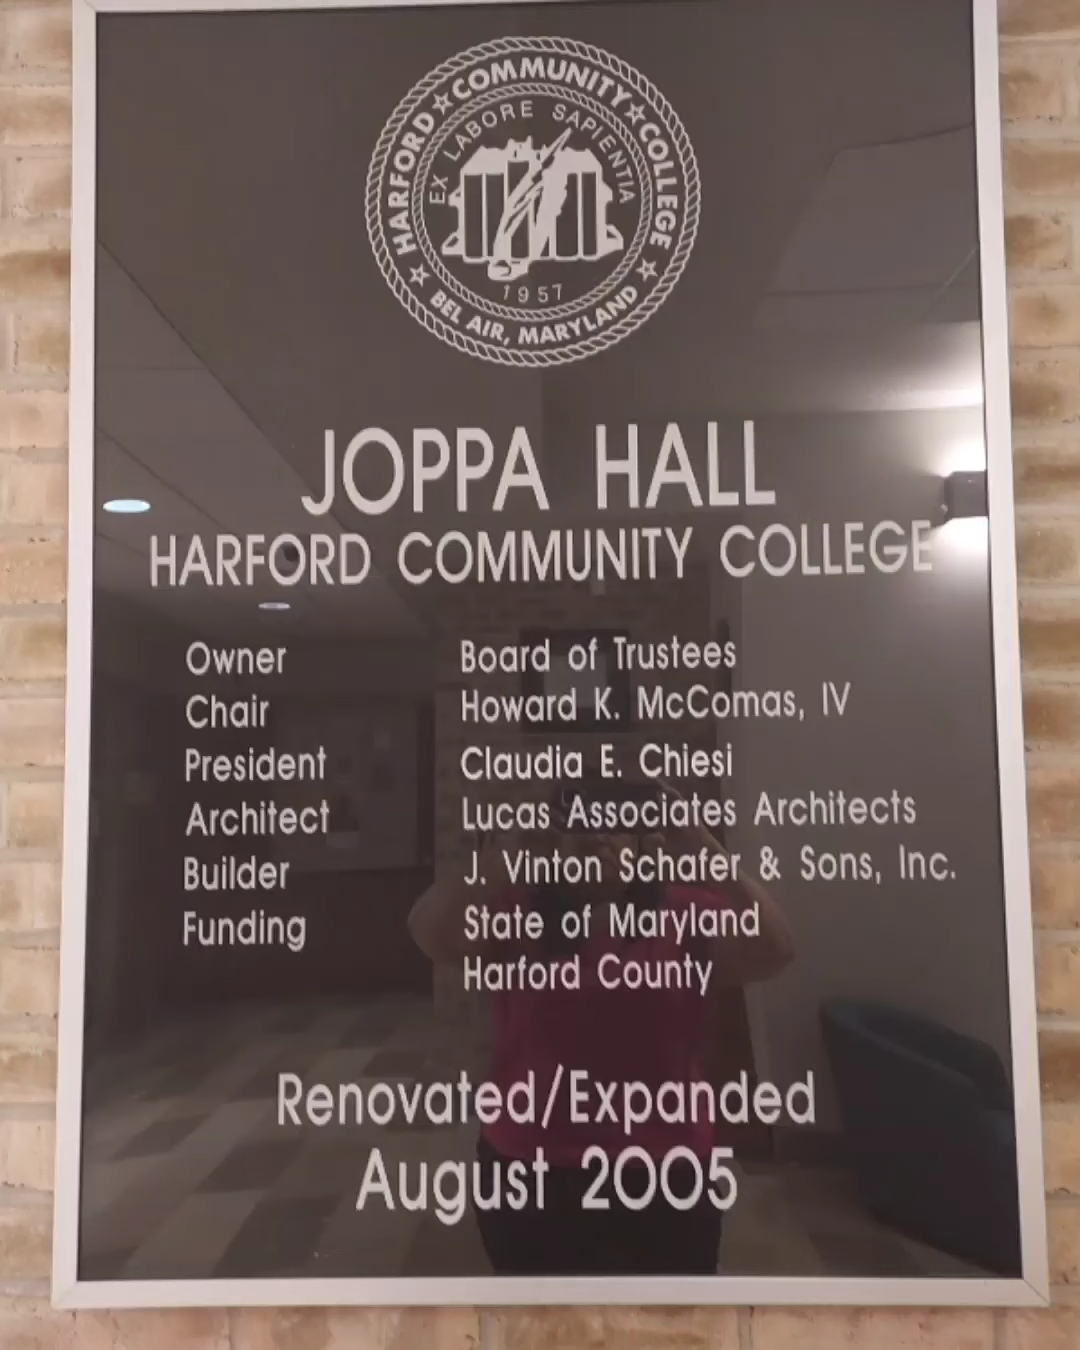 HARFORD ☆ COMMUNITY ☆ COLLEGE
EX LABORE SAPIENTIA
1957
☆ BEL AIR, MARYLAND ☆
JOPPA HALL
HARFORD COMMUNITY COLLEGE
Owner Board of Trustees
Chair Howard K. McComas, IV
President Claudia E. Chiesi
Architect Lucas Associates Architects
Builder J. Vinton Schafer & Sons, Inc.
Funding State of Maryland
Harford County
Renovated/Expanded
August 2005